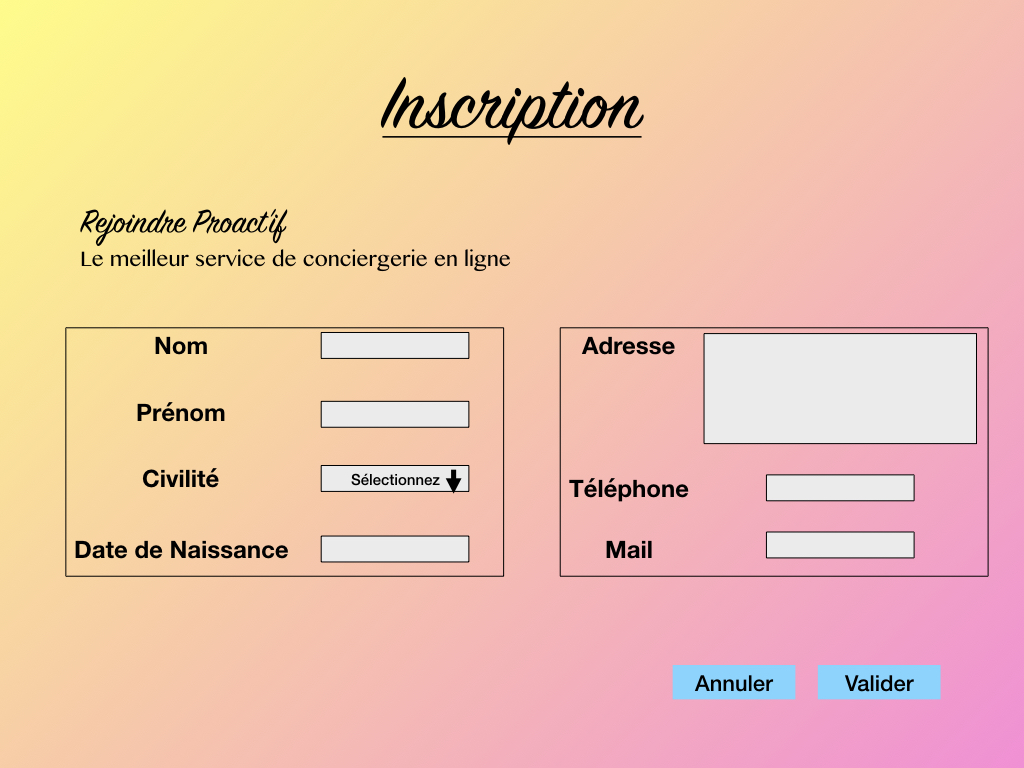 Inscription
Rejoindre Proact'if
Le meilleur service de conciergerie en ligne
Nom
Prénom
Civilité
Sélectionnez
Date de Naissance
Adresse
Téléphone
Mail
Annuler
Valider